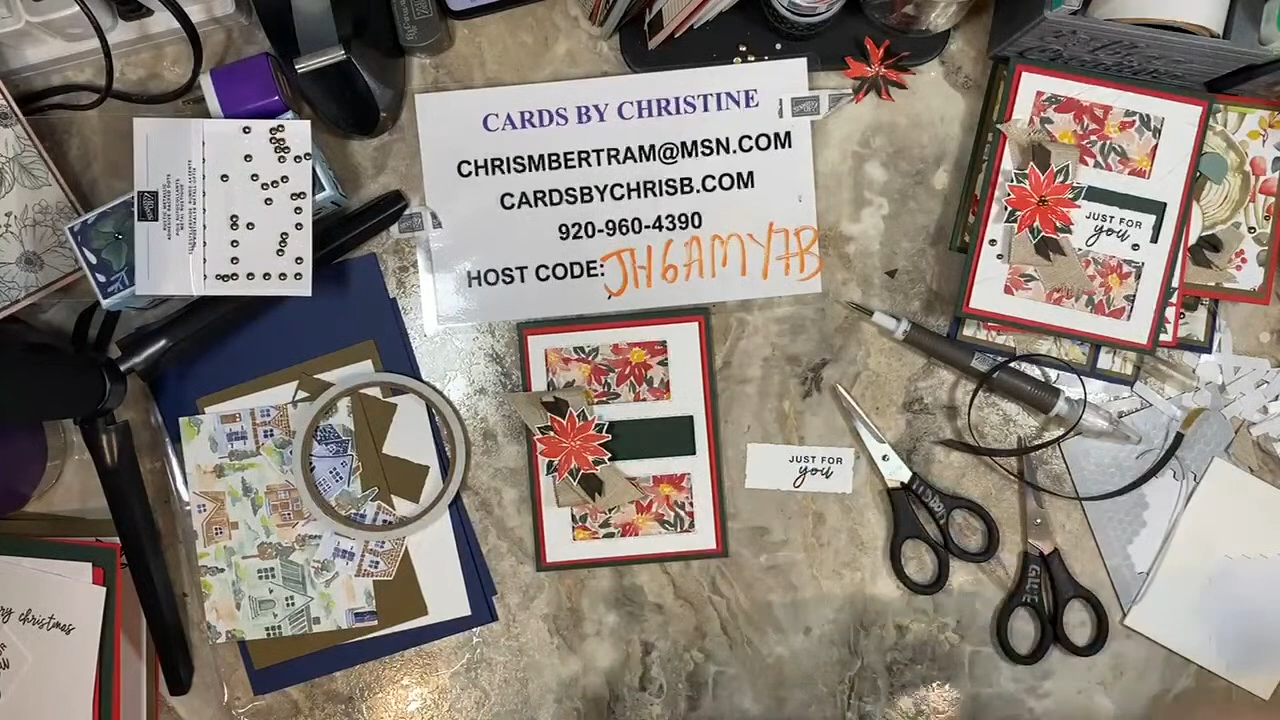 CARDS BY CHRISTINE
CHRISMBERTRAM@MSN.COM
CARDSBYCHRISB.COM
920-960-4390
HOST CODE: JH6AMY7B
JUST FOR
you
JUST FOR
you
ry christmas